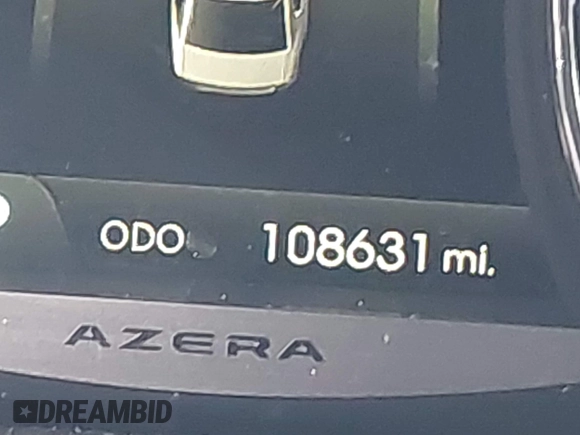 ODO 108631 mi.
AZERA
DREAMBID